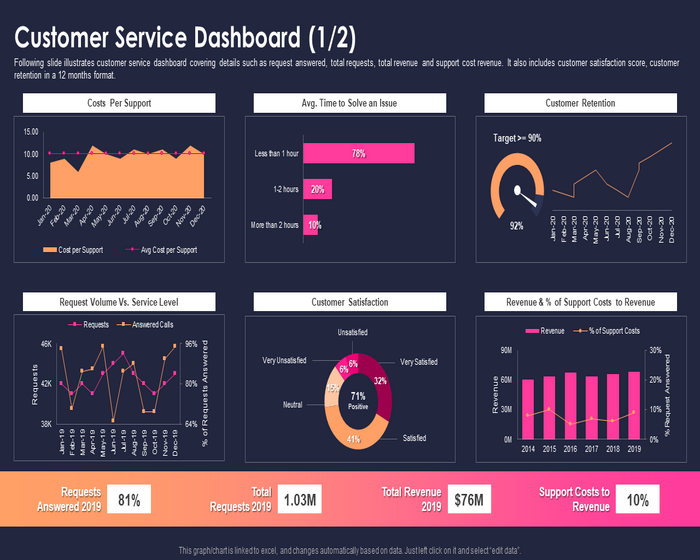 Customer Service Dashboard (1/2)
Following slide illustrates customer service dashboard covering details such as request answered, total requests, total revenue and support cost revenue. It also includes customer satisfaction score, customer
retention in a 12 months format.
Costs Per Support
15.00
10.00
5.00
0.00
Jan-20
Feb-20
Mar-20
Apr-20
May-20
Jun-20
Jul-20
Aug-20
Sep-20
Oct-20
Nov-20
Dec-20
Cost per Support
Avg Cost per Support
Avg. Time to Solve an Issue
Less than 1 hour
78%
1-2 hours
20%
More than 2 hours
10%
Customer Retention
Target >= 90%
92%
Jan-20
Feb-20
Mar-20
Apr-20
May-20
Jun-20
Jul-20
Aug-20
Sep-20
Oct-20
Nov-20
Dec-20
Request Volume Vs. Service Level
Requests
Answered Calls
46K
42K
38K
Requests
96%
80%
64%
% of Requests Answered
Jan-19
Feb-19
Mar-19
Apr-19
May-19
Jun-19
Jul-19
Aug-19
Sep-19
Oct-19
Nov-19
Dec-19
Customer Satisfaction
Unsatisfied
Very Unsatisfied
Very Satisfied
Neutral
Satisfied
6%
6%
32%
15%
41%
71%
Positive
Revenue & % of Support Costs to Revenue
Revenue
% of Support Costs
90M
60M
30M
0M
Revenue
30%
20%
10%
0%
% Request Answered
2014
2015
2016
2017
2018
2019
Requests
Answered 2019
81%
Total
Requests 2019
1.03M
Total Revenue
2019
$76M
Support Costs to
Revenue
10%
This graph/chart is linked to excel, and changes automatically based on data. Just left click on it and select "edit data".